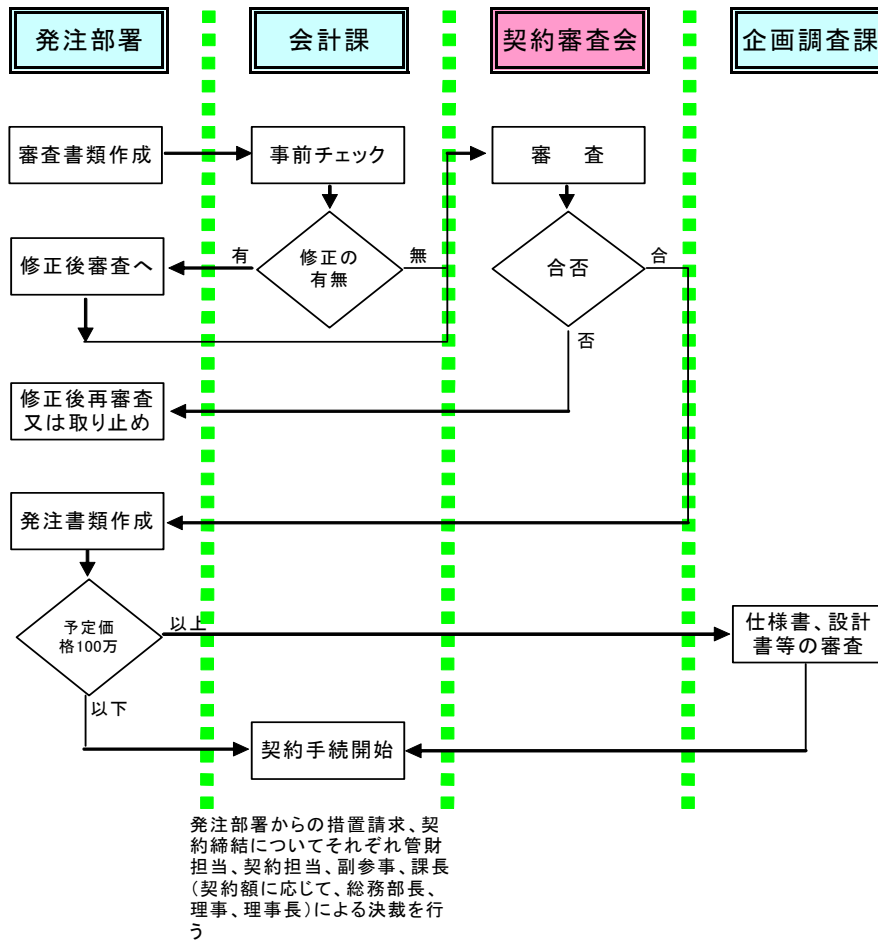 発注部署
会計課
契約審査会
企画調査課
審査書類作成
事前チェック
審 査
修正後審査へ
有
修正の
有無
無
合否
合
否
修正後再審査
又は取り止め
発注書類作成
予定価
格100万
以上
仕様書、設計
書等の審査
以下
契約手続開始
発注部署からの措置請求、契
約締結についてそれぞれ管財
担当、契約担当、副参事、課長
(契約額に応じて、総務部長、
理事、理事長)による決裁を行
う